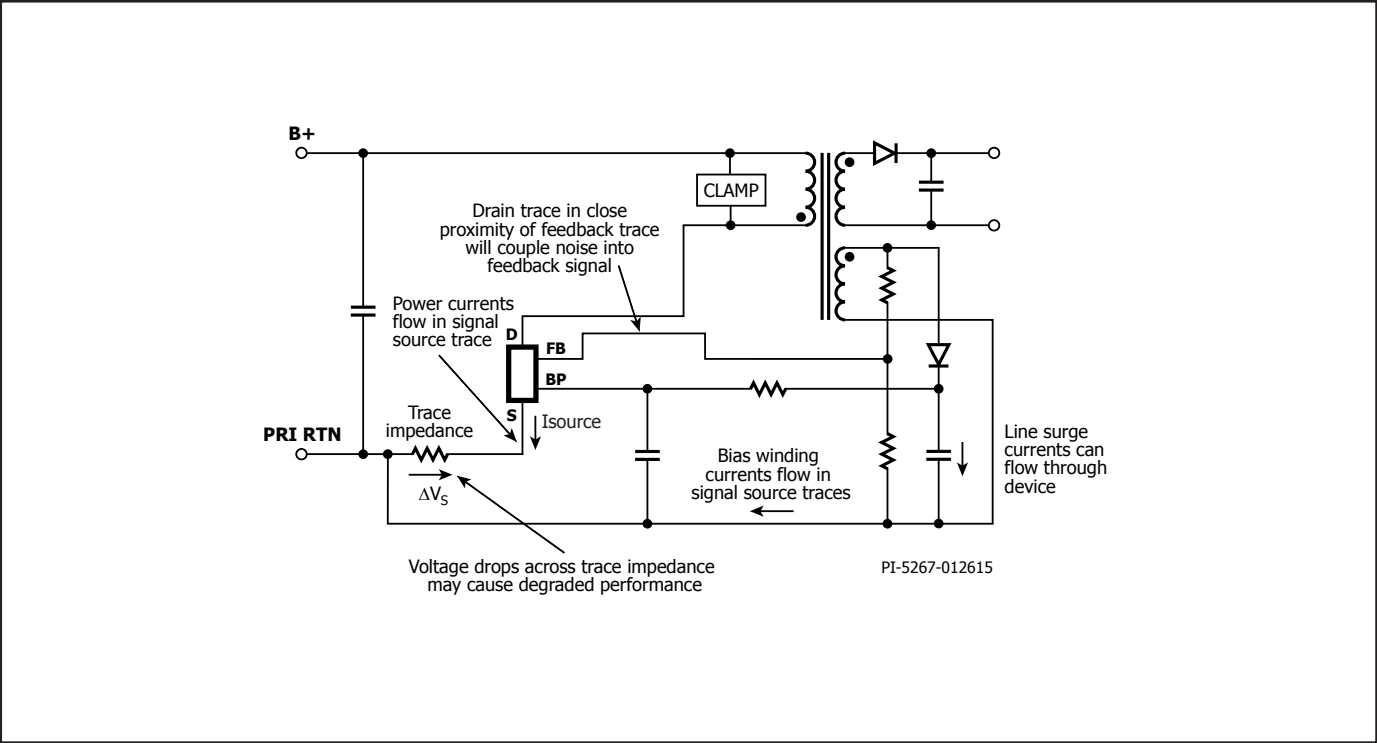 B+
CLAMP
Drain trace in close
proximity of feedback trace
will couple noise into
feedback signal
Power currents
flow in signal
source trace
D
FB
BP
S
Isource
Trace
impedance
PRI RTN
ΔVS
Bias winding
currents flow in
signal source traces
Line surge
currents can
flow through
device
Voltage drops across trace impedance
may cause degraded performance
PI-5267-012615